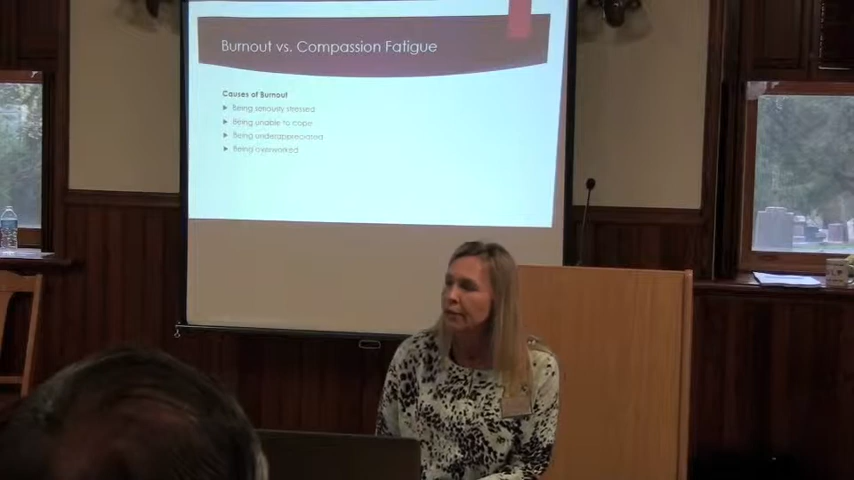 Burnout vs. Compassion Fatigue
Causes of Burnout
Being seriously stressed
Being unable to cope
Being underappreciated
Being overworked